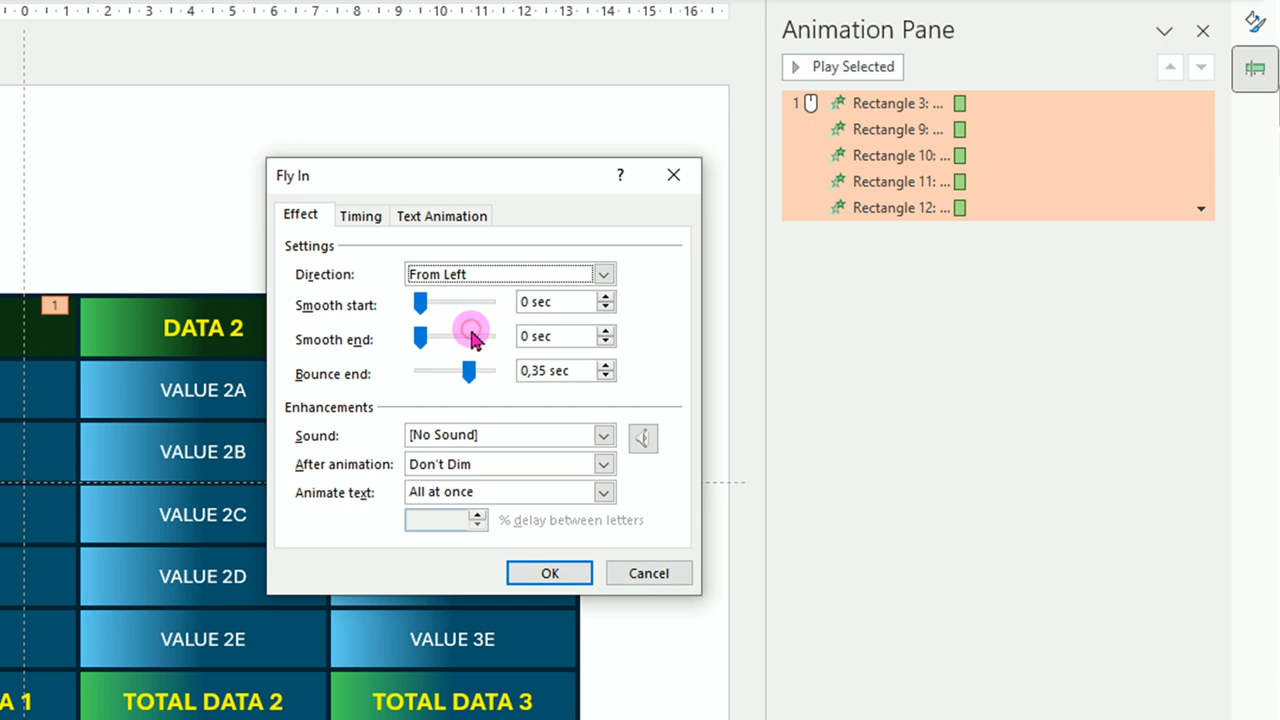 0 1 2 3 4 5 6 7 8 9 10 11 12 13 14 15 16
Animation Pane
Play Selected
1 Rectangle 3: ...
Rectangle 9: ...
Rectangle 10: ...
Rectangle 11: ...
Rectangle 12: ...
Fly In ?
Effect Timing Text Animation
Settings
Direction: From Left
Smooth start: 0 sec
Smooth end: 0 sec
Bounce end: 0,35 sec
Enhancements
Sound: [No Sound]
After animation: Don't Dim
Animate text: All at once
% delay between letters
OK Cancel
1
DATA 2
VALUE 2A
VALUE 2B
VALUE 2C
VALUE 2D
VALUE 2E VALUE 3E
A 1 TOTAL DATA 2 TOTAL DATA 3